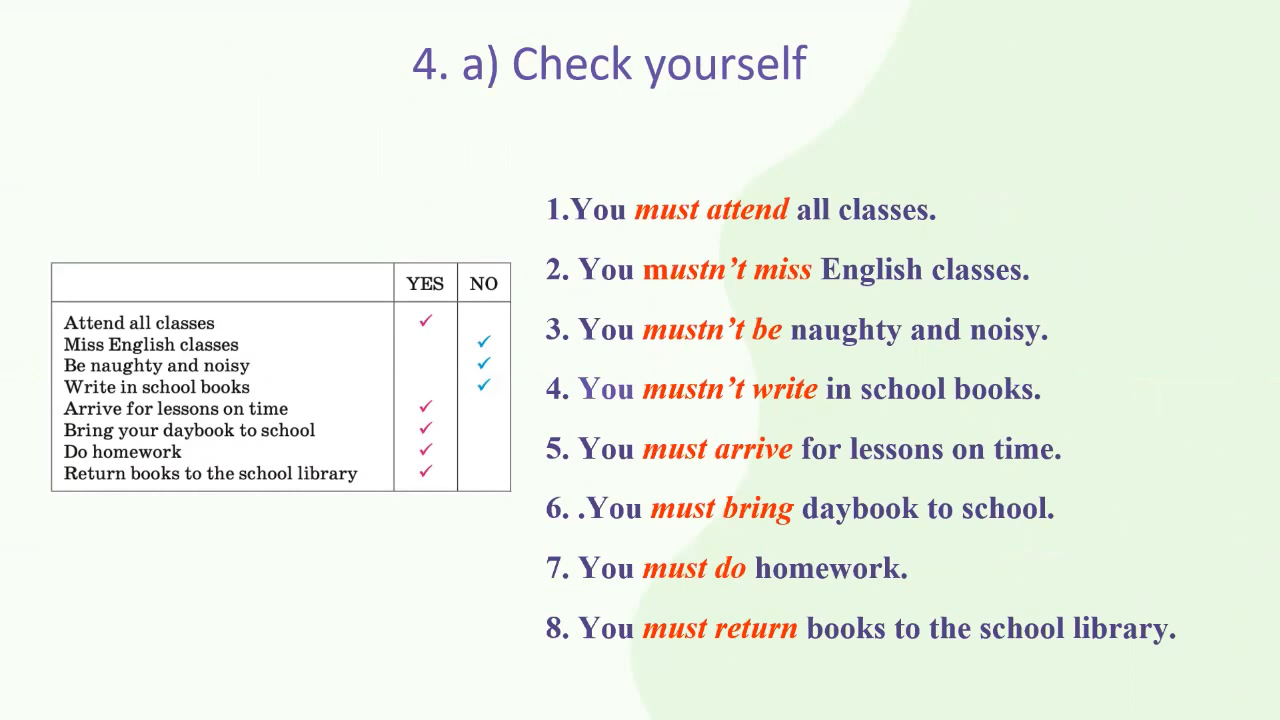 4. a) Check yourself
YES NO
Attend all classes ✓
Miss English classes ✓
Be naughty and noisy ✓
Write in school books ✓
Arrive for lessons on time ✓
Bring your daybook to school ✓
Do homework ✓
Return books to the school library ✓
1.You must attend all classes.
2. You mustn’t miss English classes.
3. You mustn’t be naughty and noisy.
4. You mustn’t write in school books.
5. You must arrive for lessons on time.
6. .You must bring daybook to school.
7. You must do homework.
8. You must return books to the school library.